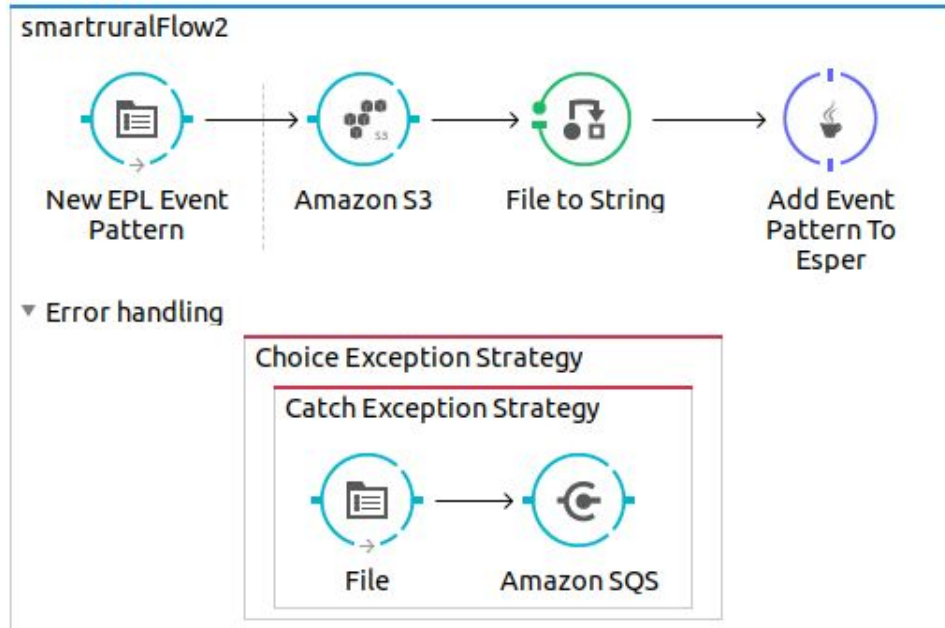 smartruralFlow2
New EPL Event
Pattern
Amazon S3
S3
File to String
Add Event
Pattern To
Esper
Error handling
Choice Exception Strategy
Catch Exception Strategy
File
Amazon SQS